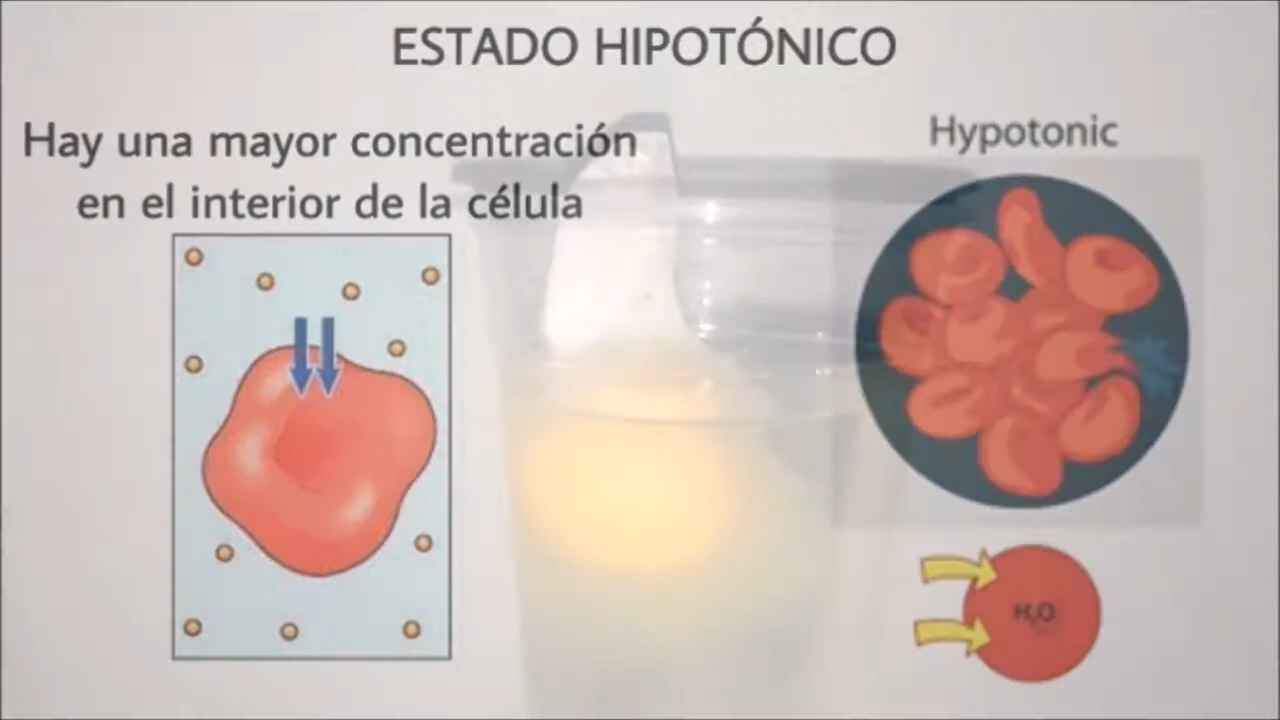 ESTADO HIPOTÓNICO
Hay una mayor concentración
en el interior de la célula
Hypotonic
H₂O